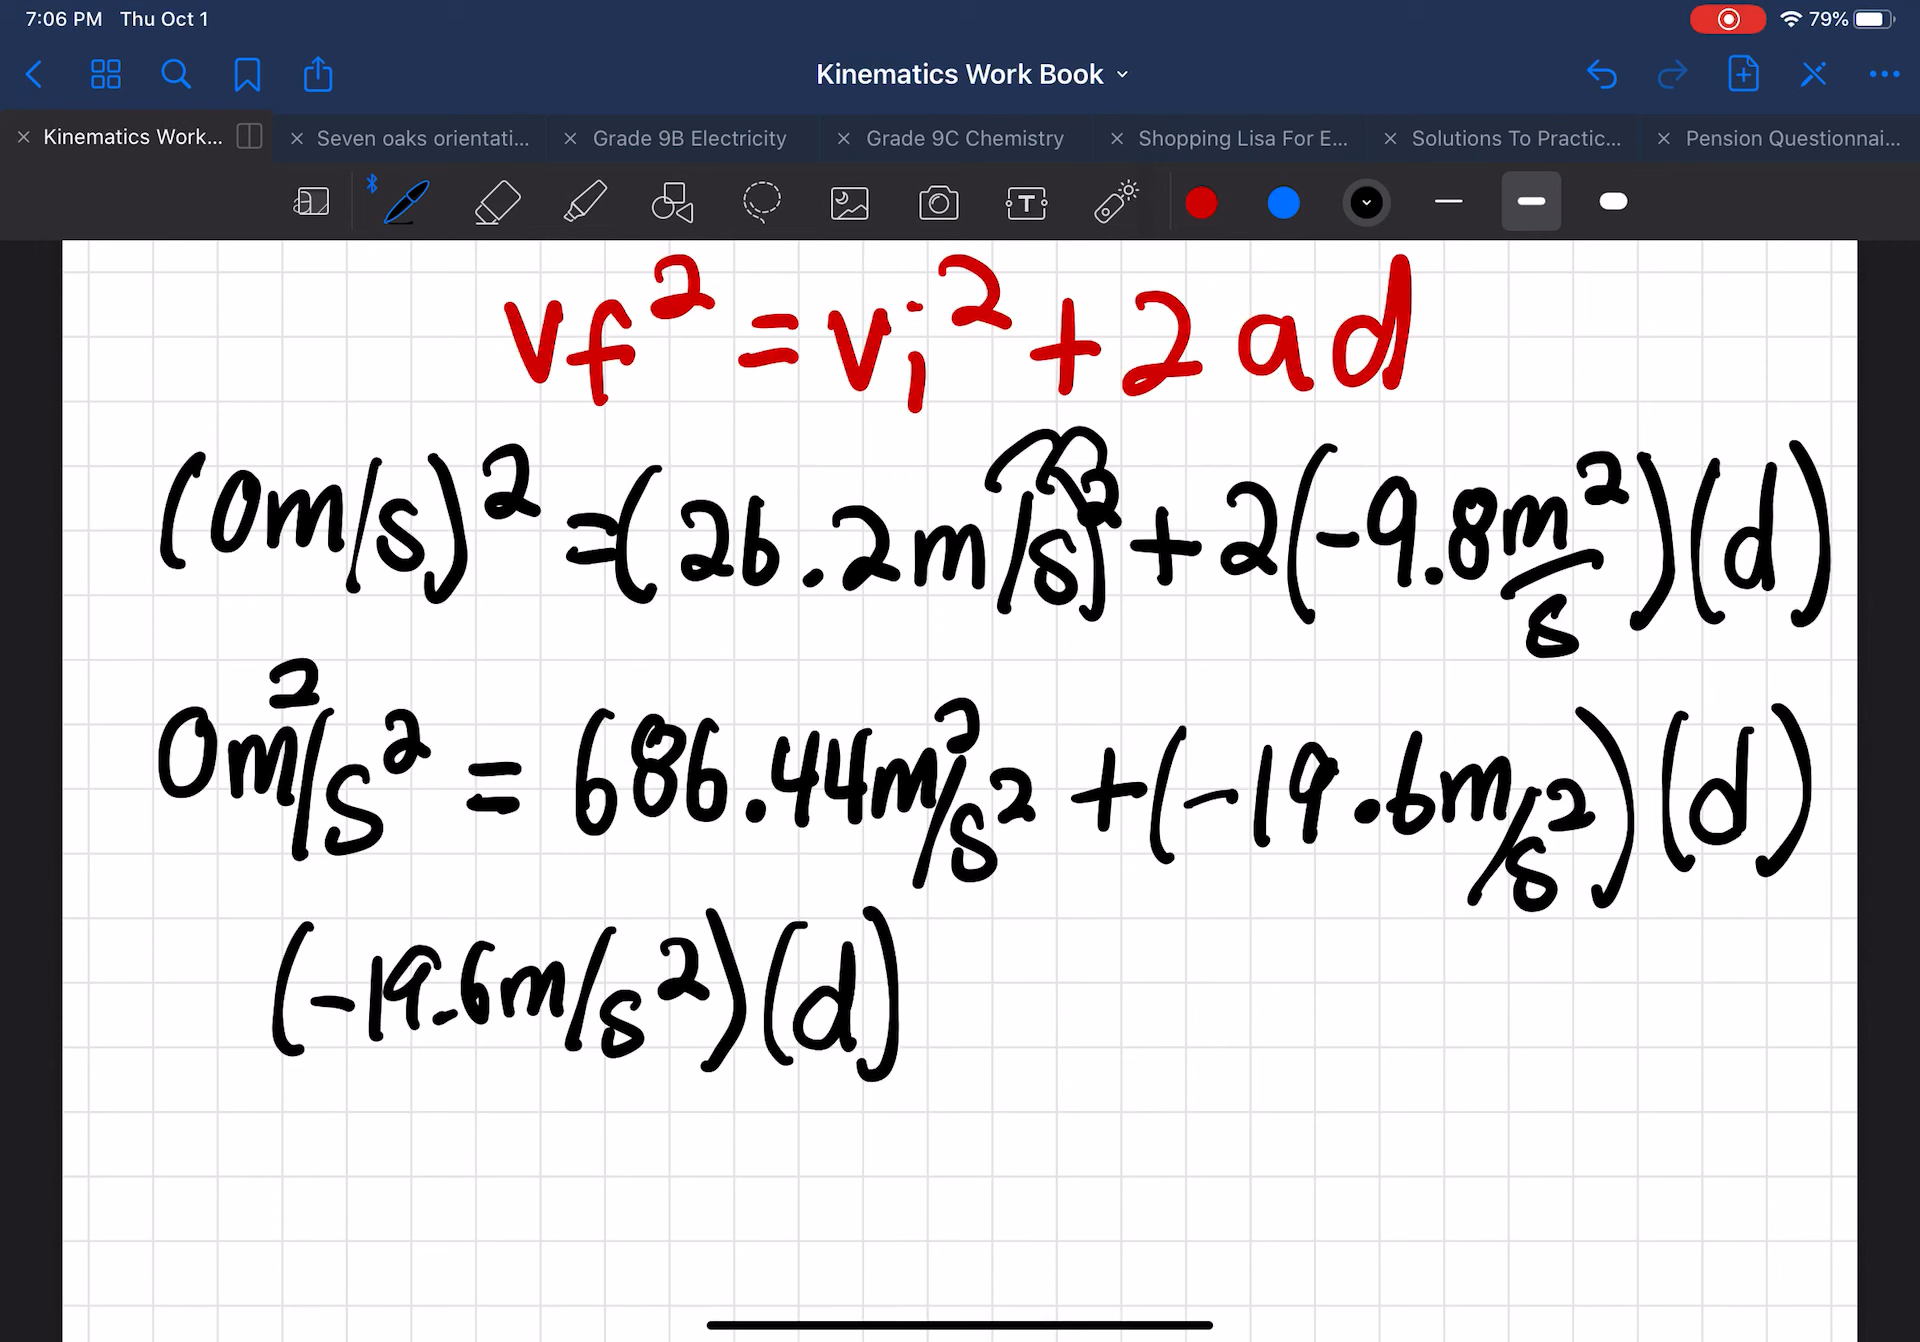 7:06 PM Thu Oct 1 79%
Kinematics Work Book
Kinematics Work... Seven oaks orientati... Grade 9B Electricity Grade 9C Chemistry Shopping Lisa For E... Solutions To Practic... Pension Questionnai...
T
vf² = vi² + 2ad
(0m/s)² = (26.2m/s)² + 2(-9.8m²/s)(d)
0m²/s² = 686.44m²/s² + (-19.6m/s²)(d)
(-19.6m/s²)(d)